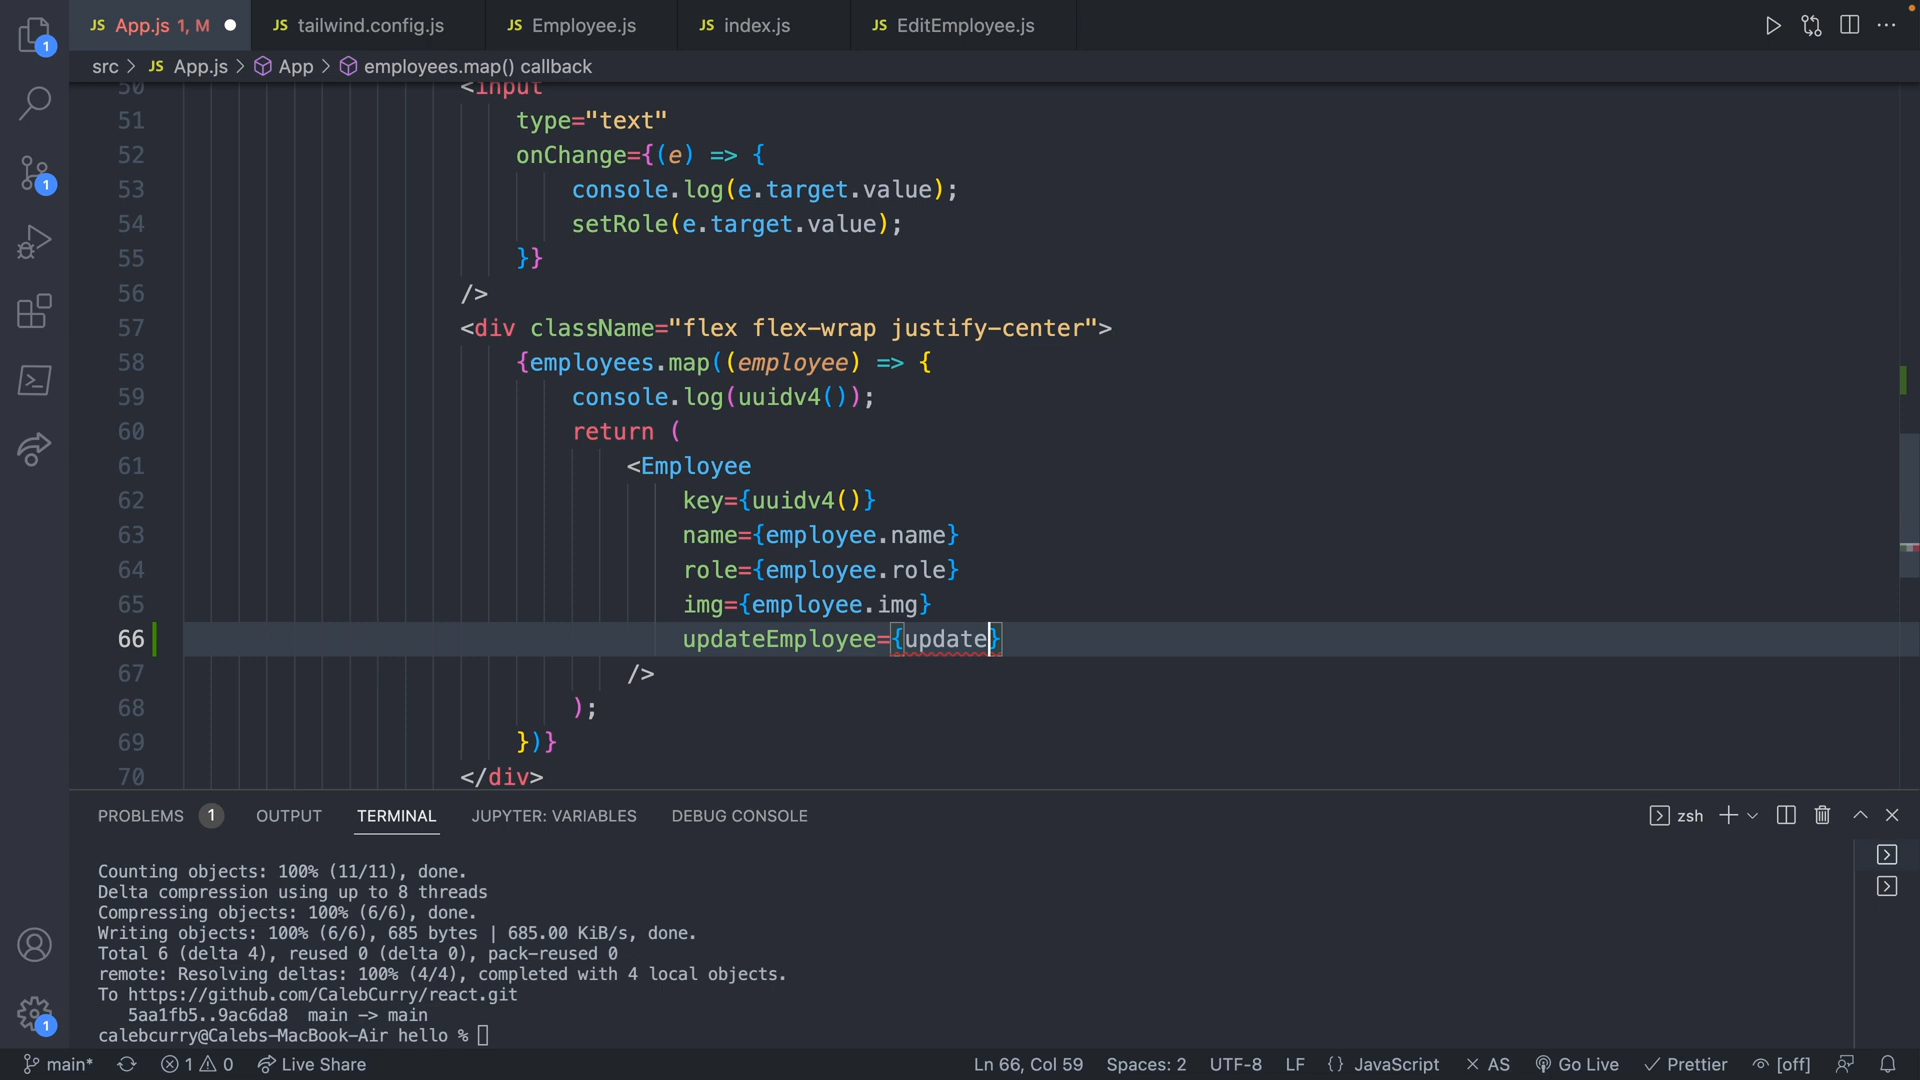 JS App.js 1, M
JS tailwind.config.js
JS Employee.js
JS index.js
JS EditEmployee.js
src > JS App.js > App > employees.map() callback
50 <input
51 type="text"
52 onChange={(e) => {
53 console.log(e.target.value);
54 setRole(e.target.value);
55 }}
56 />
57 <div className="flex flex-wrap justify-center">
58 {employees.map((employee) => {
59 console.log(uuidv4());
60 return (
61 <Employee
62 key={uuidv4()}
63 name={employee.name}
64 role={employee.role}
65 img={employee.img}
66 updateEmployee={update}
67 />
68 );
69 })}
70 </div>
1
1
1
PROBLEMS 1 OUTPUT TERMINAL JUPYTER: VARIABLES DEBUG CONSOLE
zsh
Counting objects: 100% (11/11), done.
Delta compression using up to 8 threads
Compressing objects: 100% (6/6), done.
Writing objects: 100% (6/6), 685 bytes | 685.00 KiB/s, done.
Total 6 (delta 4), reused 0 (delta 0), pack-reused 0
remote: Resolving deltas: 100% (4/4), completed with 4 local objects.
To https://github.com/CalebCurry/react.git
5aa1fb5..9ac6da8 main -> main
calebcurry@Calebs-MacBook-Air hello %
main* 1 0 Live Share Ln 66, Col 59 Spaces: 2 UTF-8 LF {} JavaScript × AS Go Live ✓ Prettier [off]